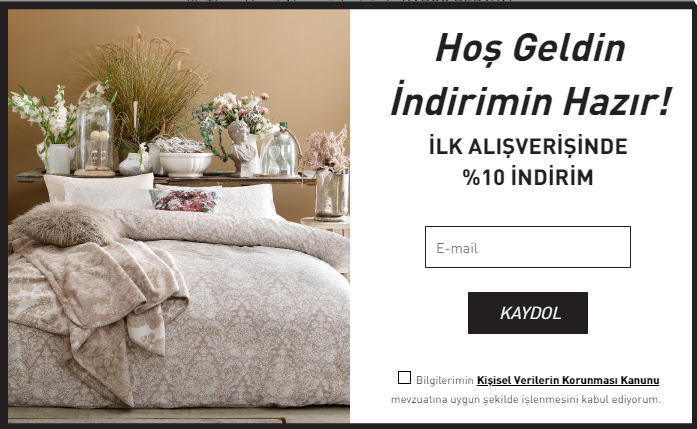 Hoş Geldin
İndirimin Hazır!
İLK ALIŞVERİŞİNDE
%10 İNDİRİM
E-mail
KAYDOL
Bilgilerimin Kişisel Verilerin Korunması Kanunu
mevzuatına uygun şekilde işlenmesini kabul ediyorum.